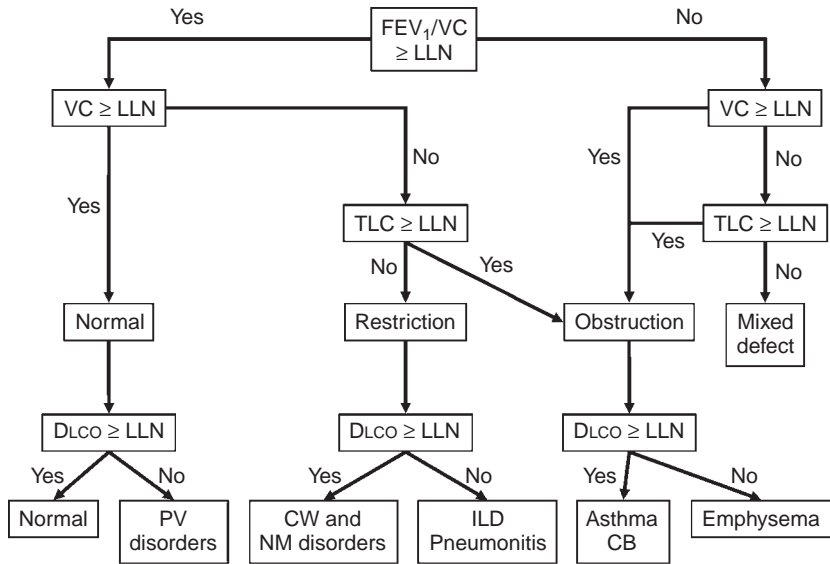 Yes
FEV₁/VC
≥ LLN
No
VC ≥ LLN
VC ≥ LLN
No
Yes
No
Yes
TLC ≥ LLN
Yes
TLC ≥ LLN
No
Yes
No
Normal
Restriction
Obstruction
Mixed
defect
DLCO ≥ LLN
DLCO ≥ LLN
DLCO ≥ LLN
Yes
No
Yes
No
Yes
No
Normal
PV
disorders
CW and
NM disorders
ILD
Pneumonitis
Asthma
CB
Emphysema